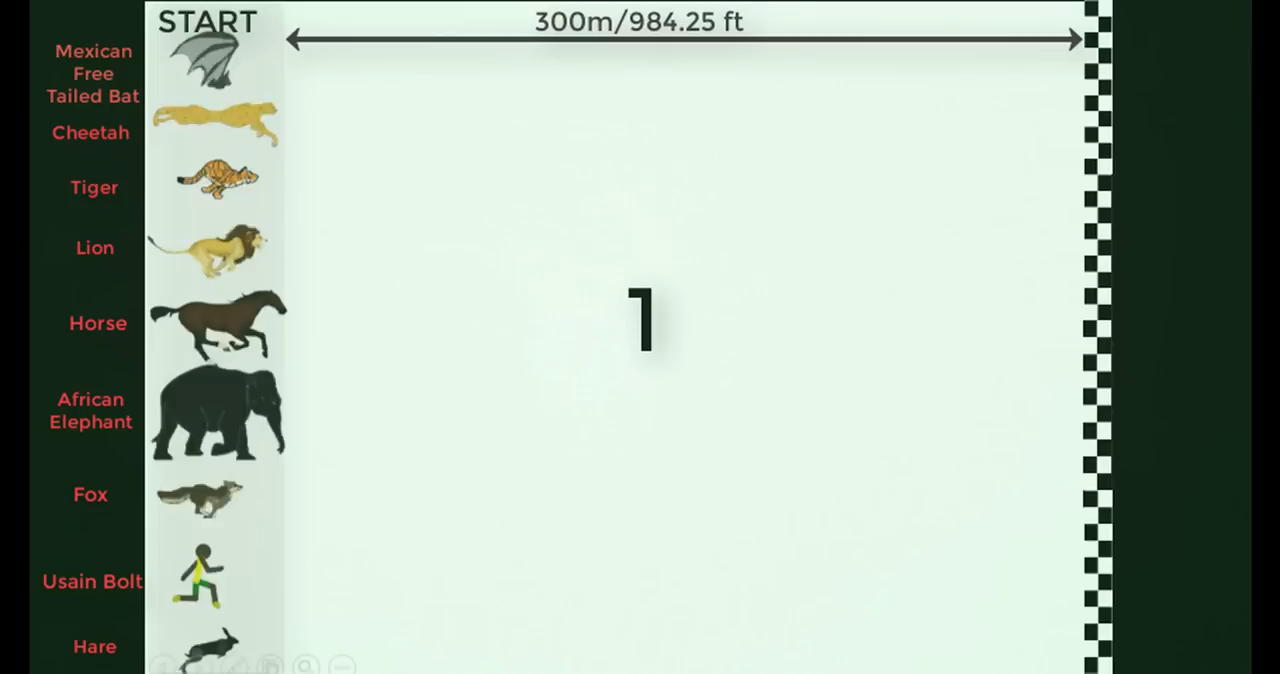 START
300m/984.25 ft
Mexican
Free
Tailed Bat
Cheetah
Tiger
Lion
Horse
1
African
Elephant
Fox
Usain Bolt
Hare